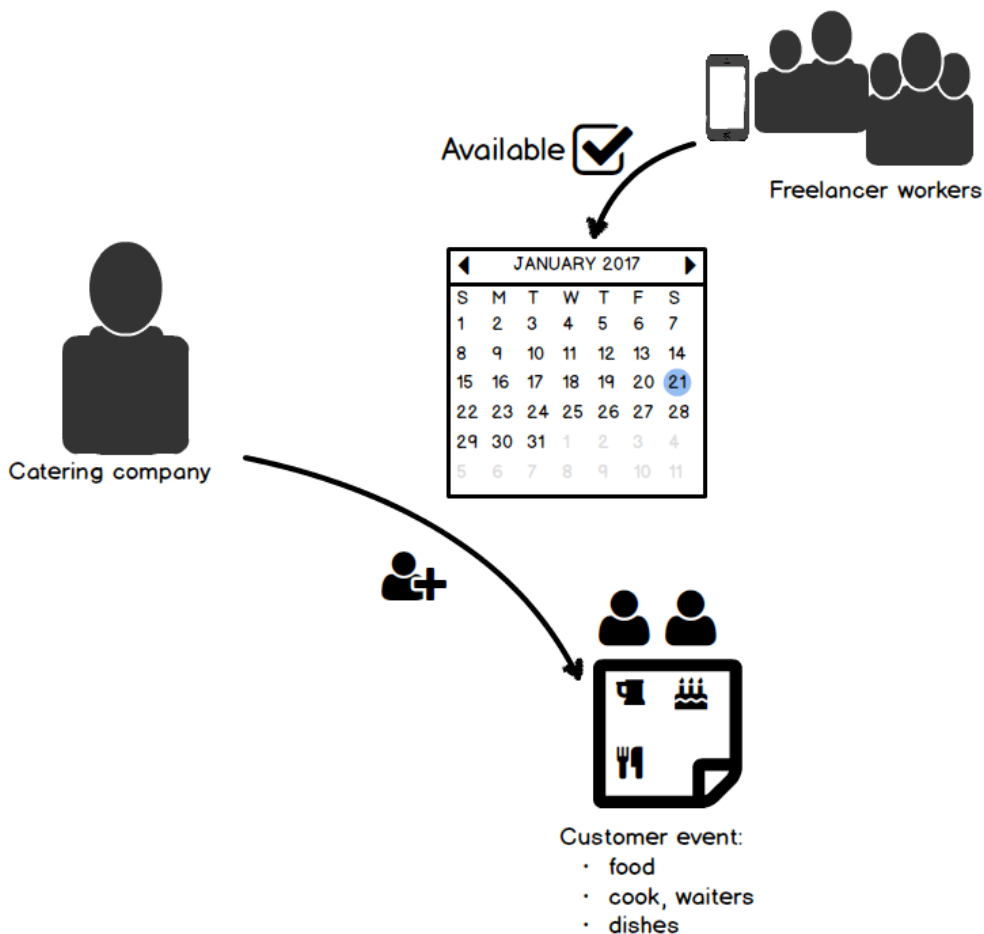 Available
Freelancer workers
JANUARY 2017
S M T W T F S
1 2 3 4 5 6 7
8 9 10 11 12 13 14
15 16 17 18 19 20 21
22 23 24 25 26 27 28
29 30 31 1 2 3 4
5 6 7 8 9 10 11
Catering company
Customer event:
· food
· cook, waiters
· dishes